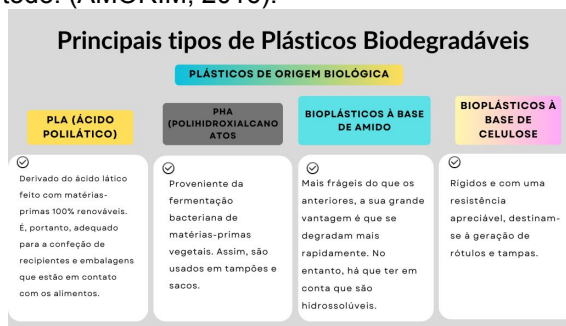 Principais tipos de Plásticos Biodegradáveis
PLÁSTICOS DE ORIGEM BIOLÓGICA
PLA (ÁCIDO
POLILÁTICO)
Derivado do ácido lático
feito com matérias-
primas 100% renováveis.
É, portanto, adequado
para a confeção de
recipientes e embalagens
que estão em contato
com os alimentos.
PHA
(POLIHIDROXIALCANO
ATOS
Proveniente da
fermentação
bacteriana de
matérias-primas
vegetais. Assim, são
usados em tampões e
sacos.
BIOPLÁSTICOS À BASE
DE AMIDO
Mais frágeis do que os
anteriores, a sua grande
vantagem é que se
degradam mais
rapidamente. No
entanto, há que ter em
conta que são
hidrossolúveis.
BIOPLÁSTICOS À
BASE DE
CELULOSE
Rígidos e com uma
resistência
apreciável, destinam-
se à geração de
rótulos e tampas.